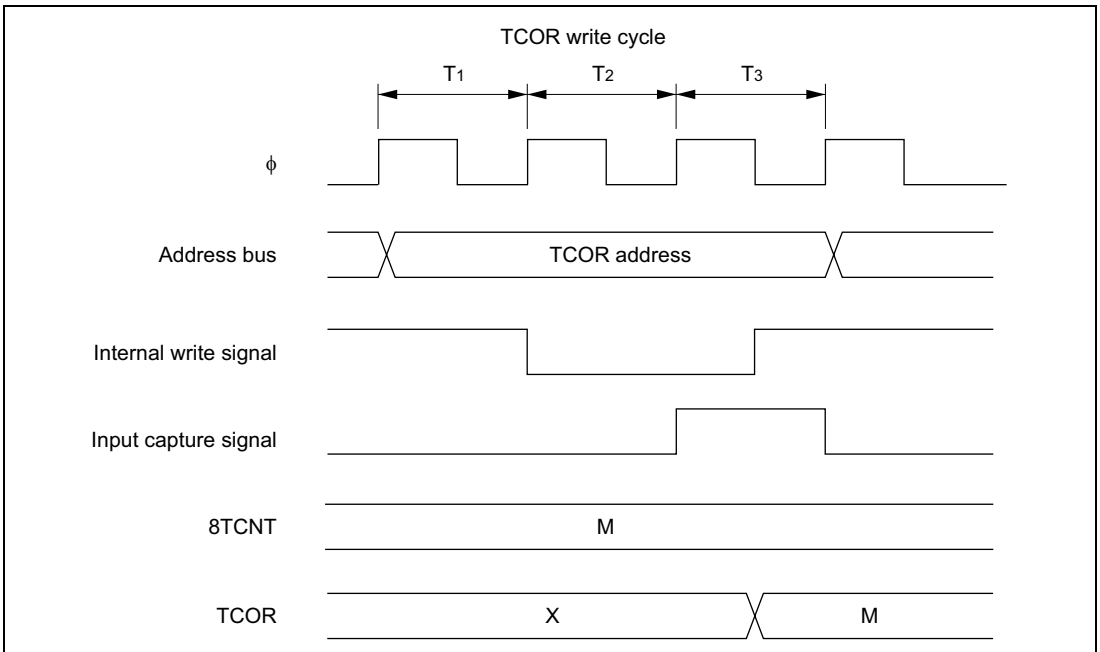 TCOR write cycle
T1 T2 T3
φ
Address bus TCOR address
Internal write signal
Input capture signal
8TCNT M
TCOR X M